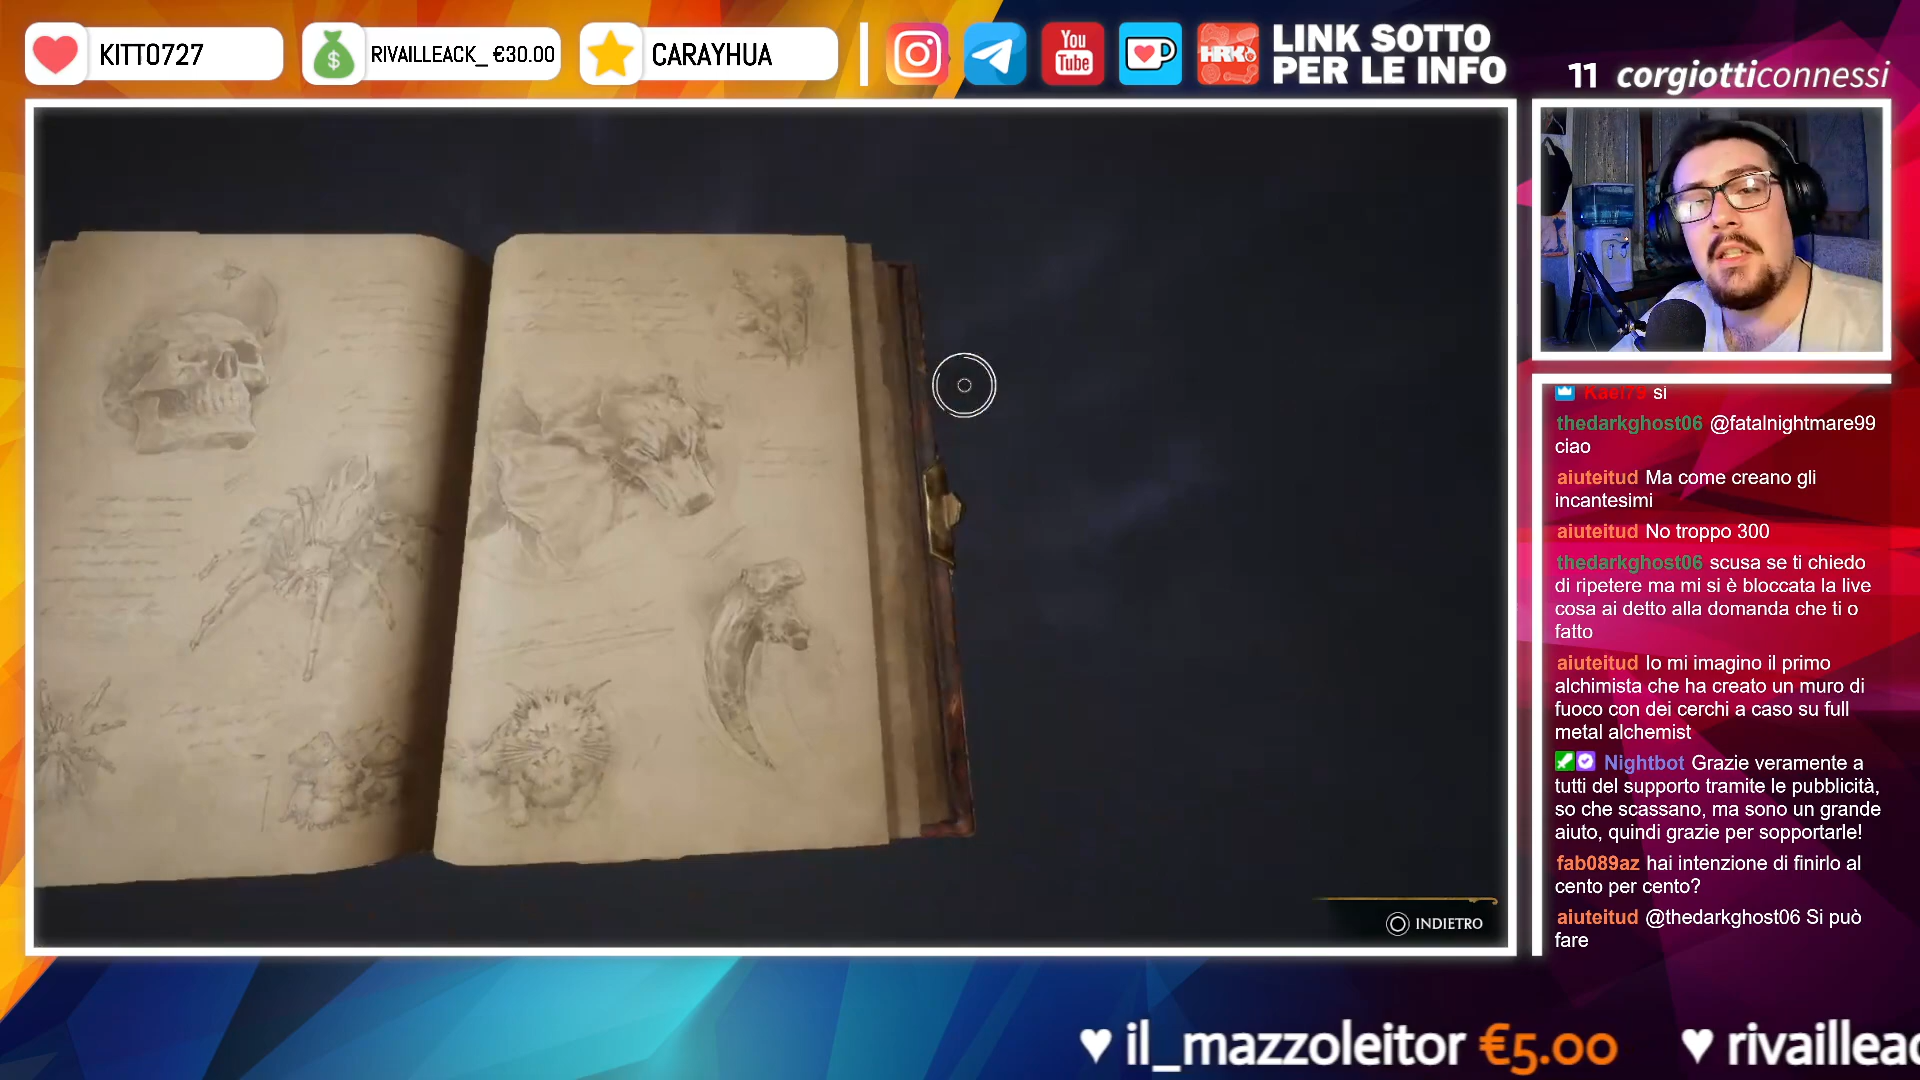 KITT0727
RIVAILLEACK_ €30.00
CARAYHUA
You
Tube
HRK
LINK SOTTO
PER LE INFO
11 corgiotticonnessi
Kael79 si
thedarkghost06 @fatalnightmare99
ciao
aiuteitud Ma come creano gli
incantesimi
aiuteitud No troppo 300
thedarkghost06 scusa se ti chiedo
di ripetere ma mi si è bloccata la live
cosa ai detto alla domanda che ti o
fatto
aiuteitud Io mi imagino il primo
alchimista che ha creato un muro di
fuoco con dei cerchi a caso su full
metal alchemist
Nightbot Grazie veramente a
tutti del supporto tramite le pubblicità,
so che scassano, ma sono un grande
aiuto, quindi grazie per sopportarle!
fab089az hai intenzione di finirlo al
cento per cento?
aiuteitud @thedarkghost06 Si può
fare
INDIETRO
♥ il_mazzoleitor €5.00 ♥ rivailleac